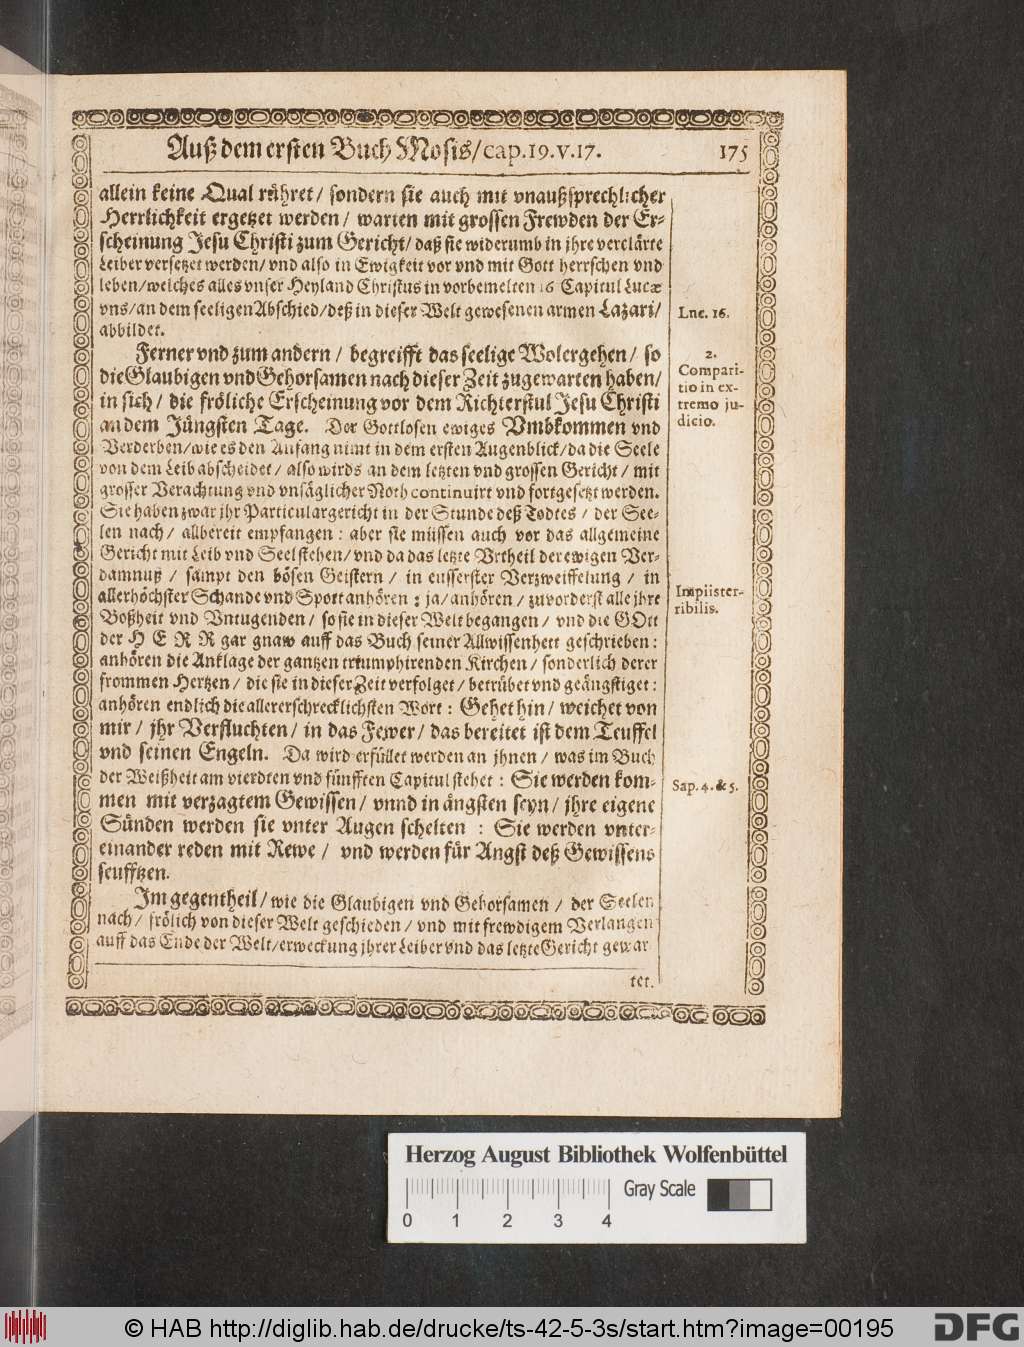 Auß dem ersten Buch Mosis/cap.19.v.17. 175
allein keine Qual rühret/ sondern sie auch mit vnaußsprechlicher
Herrlichkeit ergetzet werden/ warten mit grossen Frewden der Er-
scheinung Jesu Christi zum Gericht/ daß sie widerumb in jhre verclärte
Leiber versetzet werden/ vnd also in Ewigkeit vor vnd mit Gott herrschen vnd
leben/welches alles vnser Heyland Christus in vorbemelten 16 Capitul Lucæ
vns/an dem seeligen Abschied/deß in dieser Welt gewesenen armen Lazari/
abbildet.
Luc. 16.
Ferner vnd zum andern/ begreifft das seelige Wolergehen/ so
die Glaubigen vnd Gehorsamen nach dieser Zeit zugewarten haben/
in sich/ die fröliche Erscheinung vor dem Richterstul Jesu Christi
an dem Jüngsten Tage. Der Gottlosen ewiges Vmbkommen vnd
Verderben/wie es den Anfang nimt in dem ersten Augenblick/da die Seele
von dem Leib abscheidet/ also wirds an dem letzten vnd grossen Gericht/ mit
grosser Verachtung vnd vnsäglicher Noth continuirt vnd fortgesetzt werden.
Sie haben zwar jhr Particulargericht in der Stunde deß Todtes/ der See-
len nach/ allbereit empfangen: aber sie müssen auch vor das allgemeine
Gericht mit Leib vnd Seel stehen/ vnd da das letzte Vrtheil der ewigen Ver-
damnuß/ sampt den bösen Geistern/ in eusserster Verzweiffelung/ in
allerhöchster Schande vnd Spott anhören: ja/anhören/ zuvorderst alle jhre
Boßheit vnd Vntugenden/ so sie in dieser Welt begangen/ vnd die GOtt
der HERR gar gnaw auff das Buch seiner Allwissenheit geschrieben:
anhören die Anklage der gantzen triumphirenden Kirchen/ sonderlich derer
frommen Hertzen/ die sie in dieser Zeit verfolget/ betrübet vnd geängstiget:
anhören endlich die allererschrecklichsten Wort: Gehet hin/ weichet von
mir/ jhr Verfluchten/ in das Fewer/ das bereitet ist dem Teuffel
vnd seinen Engeln. Da wird erfüllet werden an jhnen/ was im Buch
der Weißheit am vierdten vnd fünfften Capitul stehet: Sie werden kom-
men mit verzagtem Gewissen/ vnnd in ängsten seyn/ jhre eigene
Sünden werden sie vnter Augen schelten: Sie werden vnter-
einander reden mit Rewe/ vnd werden für Angst deß Gewissens
seufftzen.
2.
Compari-
tio in ex-
tremo ju-
dicio.
Impiis ter-
ribilis.
Sap. 4. & 5.
Im gegentheil/wie die Glaubigen vnd Gehorsamen/ der Seelen
nach/ frölich von dieser Welt geschieden/ vnd mit frewdigem Verlangen
auff das Ende der Welt/erweckung jhrer Leiber vnd das letzte Gericht gewar
tet.
Herzog August Bibliothek Wolfenbüttel
Gray Scale
0 1 2 3 4
© HAB http://diglib.hab.de/drucke/ts-42-5-3s/start.htm?image=00195
DFG